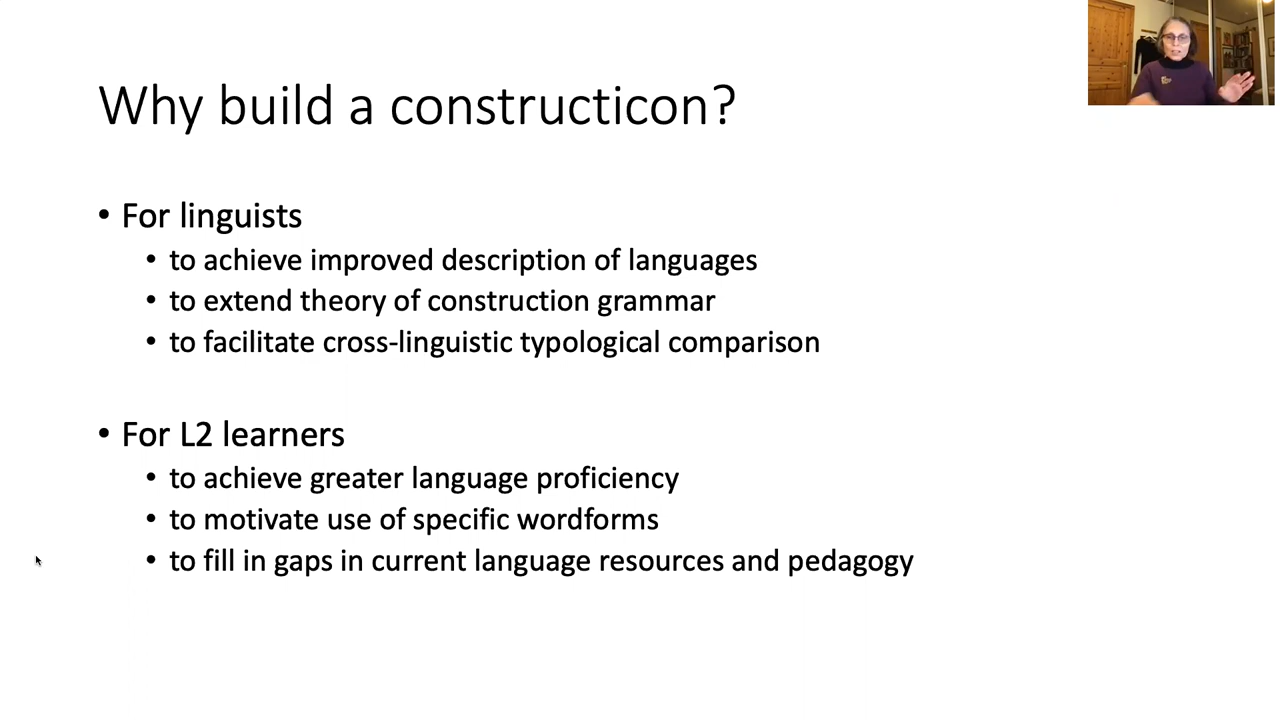 Why build a constructicon?
• For linguists
• to achieve improved description of languages
• to extend theory of construction grammar
• to facilitate cross-linguistic typological comparison
• For L2 learners
• to achieve greater language proficiency
• to motivate use of specific wordforms
• to fill in gaps in current language resources and pedagogy